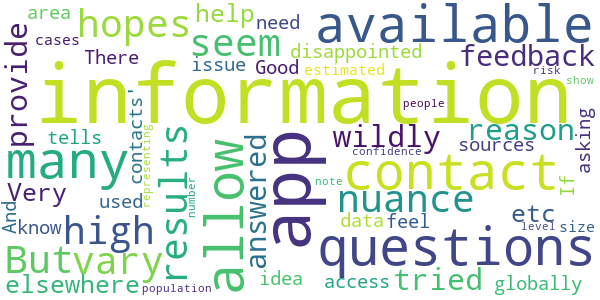 hopes help need available
area
cases There seem disappointed feedback
issue Good estimated risk show
provide information
people
many tells contacts' representing results number allow answered app wildly confidence reason sources asking
contact If
Very used nuance
And know high data feel etc level size
But vary idea note questions
elsewhere population access tried globally